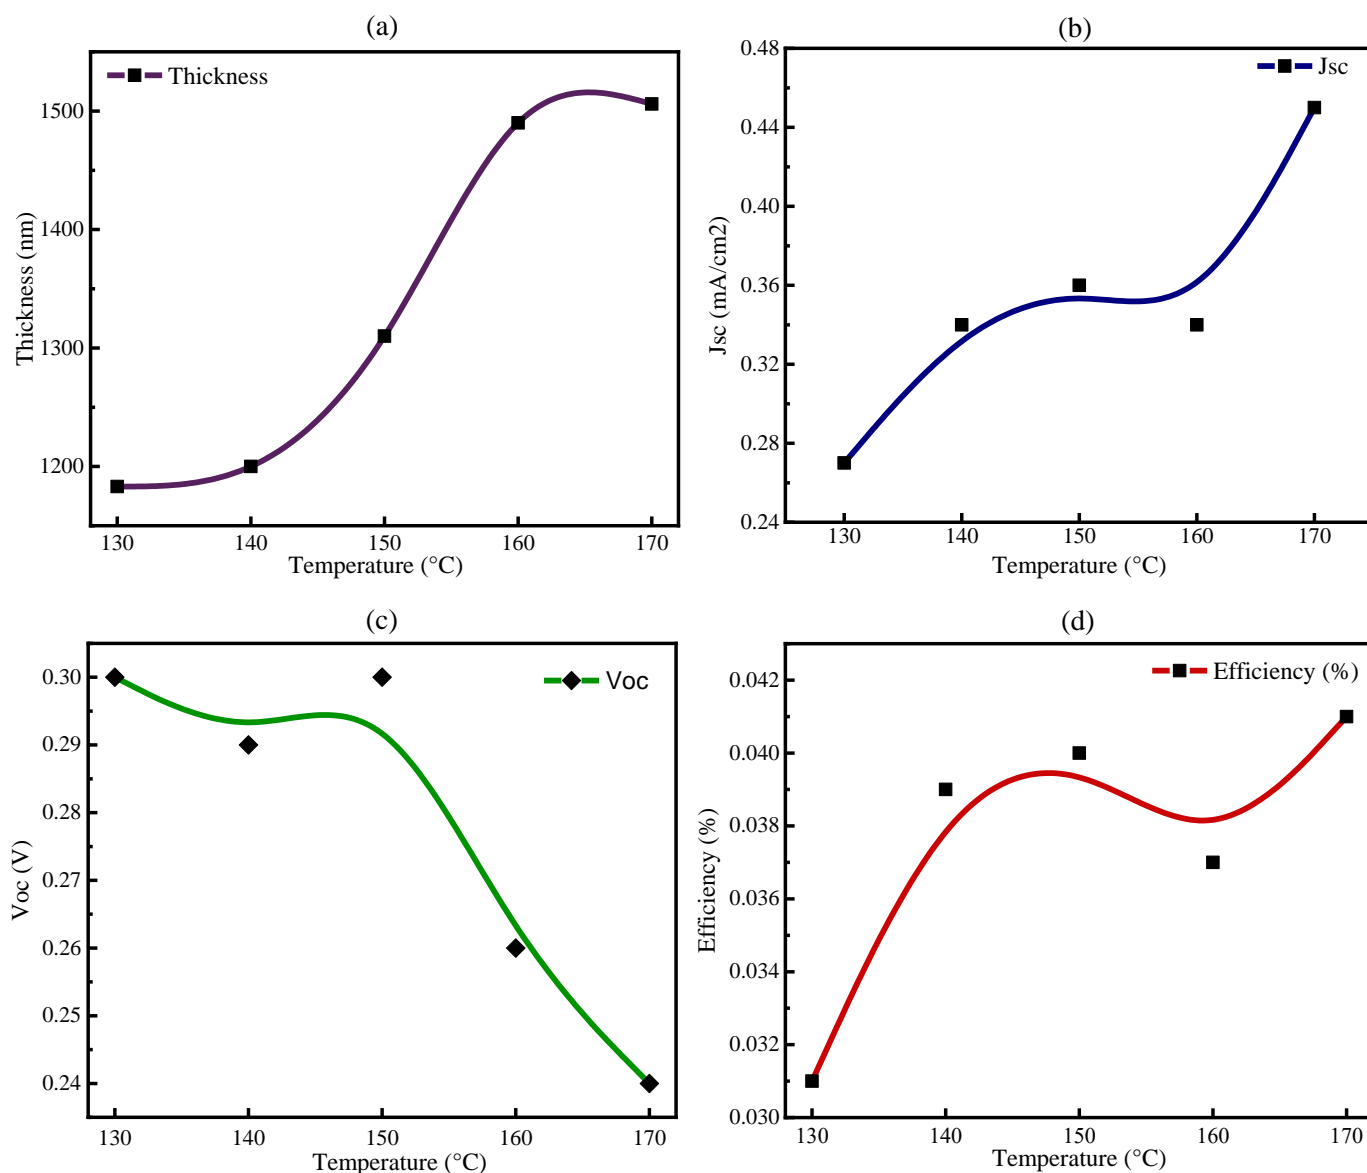 (a)
Thickness
1500
1400
1300
1200
Thickness (nm)
130 140 150 160 170
Temperature (°C)
(b)
Jsc
0.48
0.44
0.40
0.36
0.32
0.28
0.24
Jsc (mA/cm2)
130 140 150 160 170
Temperature (°C)
(c)
Voc
0.30
0.29
0.28
0.27
0.26
0.25
0.24
Voc (V)
130 140 150 160 170
Temperature (°C)
(d)
Efficiency (%)
0.042
0.040
0.038
0.036
0.034
0.032
0.030
Efficiency (%)
130 140 150 160 170
Temperature (°C)